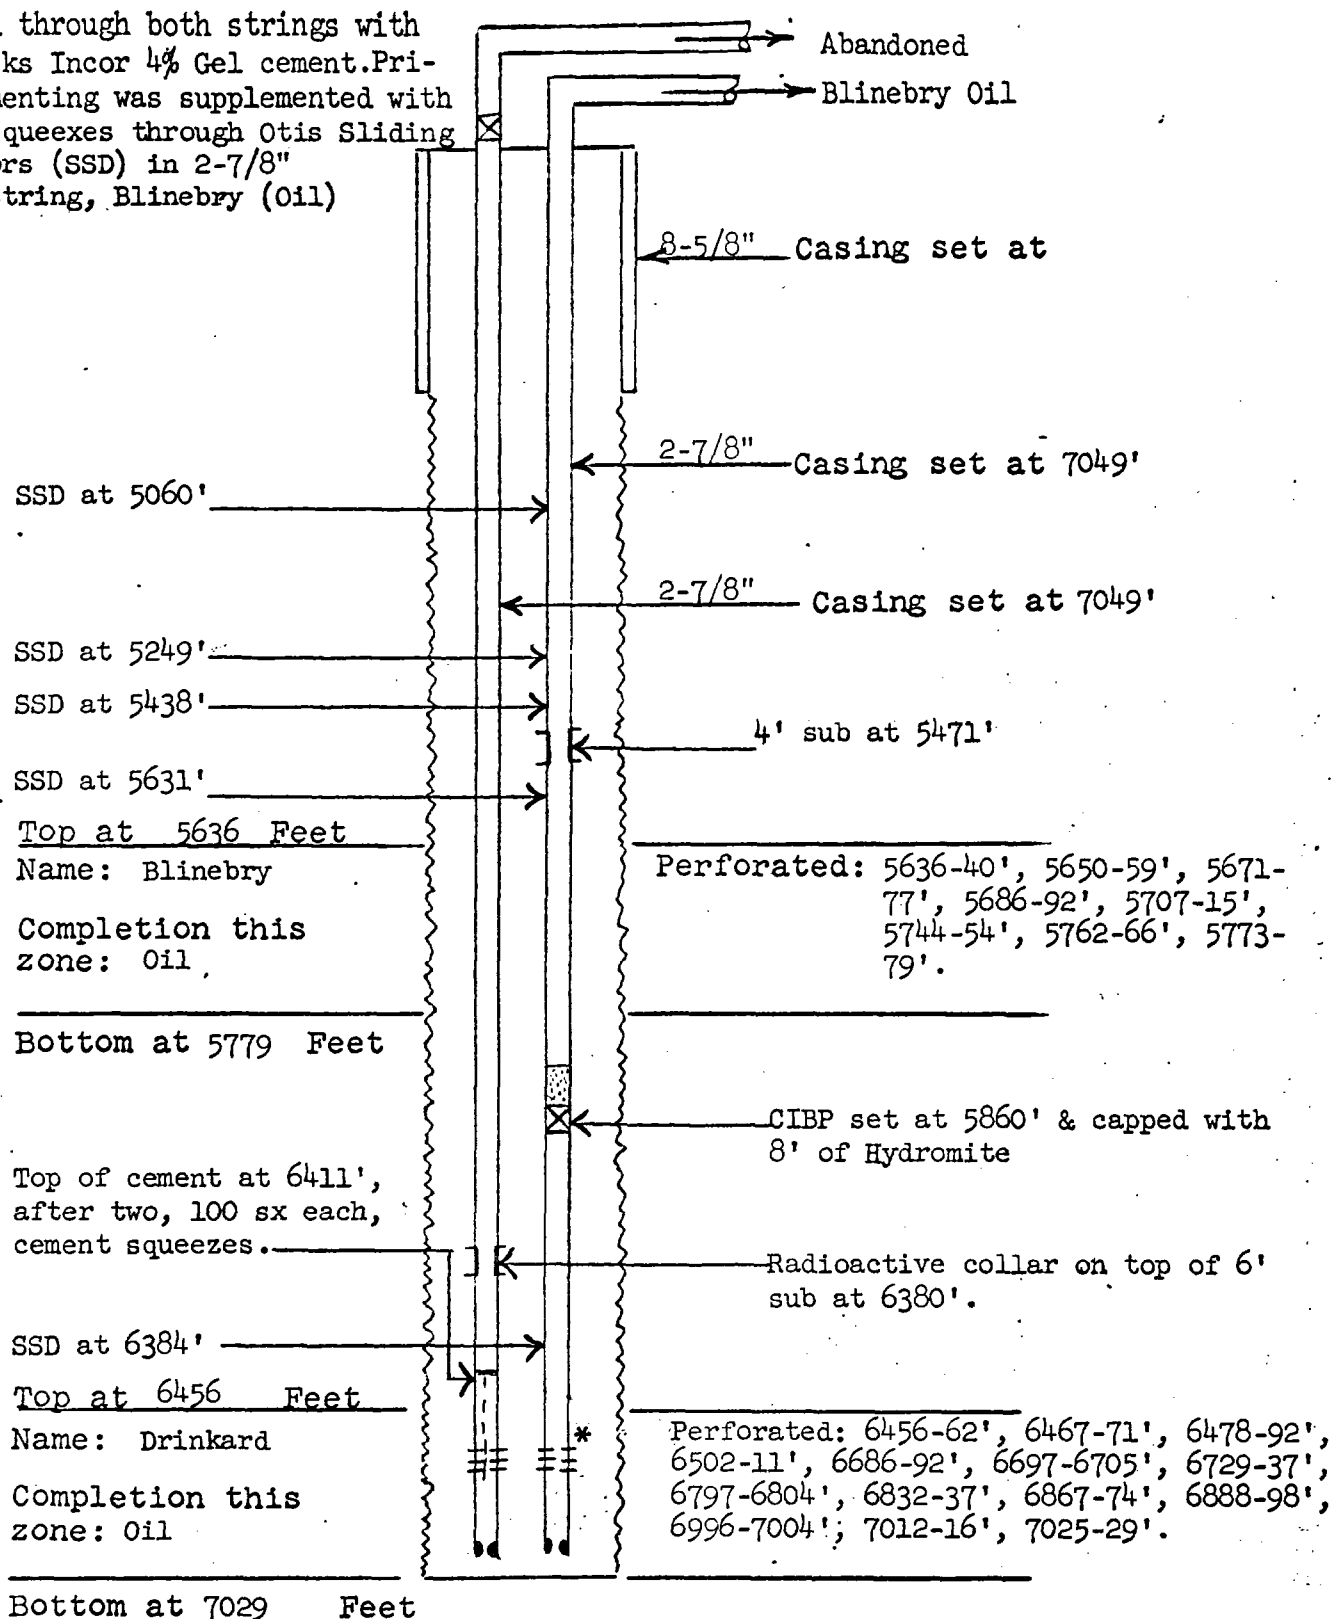 through both strings with
ks Incor 4% Gel cement.Pri-
enting was supplemented with
queexes through Otis Sliding
rs (SSD) in 2-7/8"
tring, Blinebry (Oil)
Abandoned
Blinebry Oil
8-5/8" Casing set at
2-7/8" Casing set at 7049'
SSD at 5060'
2-7/8" Casing set at 7049'
SSD at 5249'
SSD at 5438'
4' sub at 5471'
SSD at 5631'
Top at 5636 Feet
Name: Blinebry
Completion this
zone: Oil
Perforated: 5636-40', 5650-59', 5671-
77', 5686-92', 5707-15',
5744-54', 5762-66', 5773-
79'.
Bottom at 5779 Feet
CIBP set at 5860' & capped with
8' of Hydromite
Top of cement at 6411',
after two, 100 sx each,
cement squeezes.
Radioactive collar on top of 6'
sub at 6380'.
SSD at 6384'
Top at 6456 Feet
Name: Drinkard
Completion this
zone: Oil
*
Perforated: 6456-62', 6467-71', 6478-92',
6502-11', 6686-92', 6697-6705', 6729-37',
6797-6804', 6832-37', 6867-74', 6888-98',
6996-7004'; 7012-16', 7025-29'.
Bottom at 7029 Feet